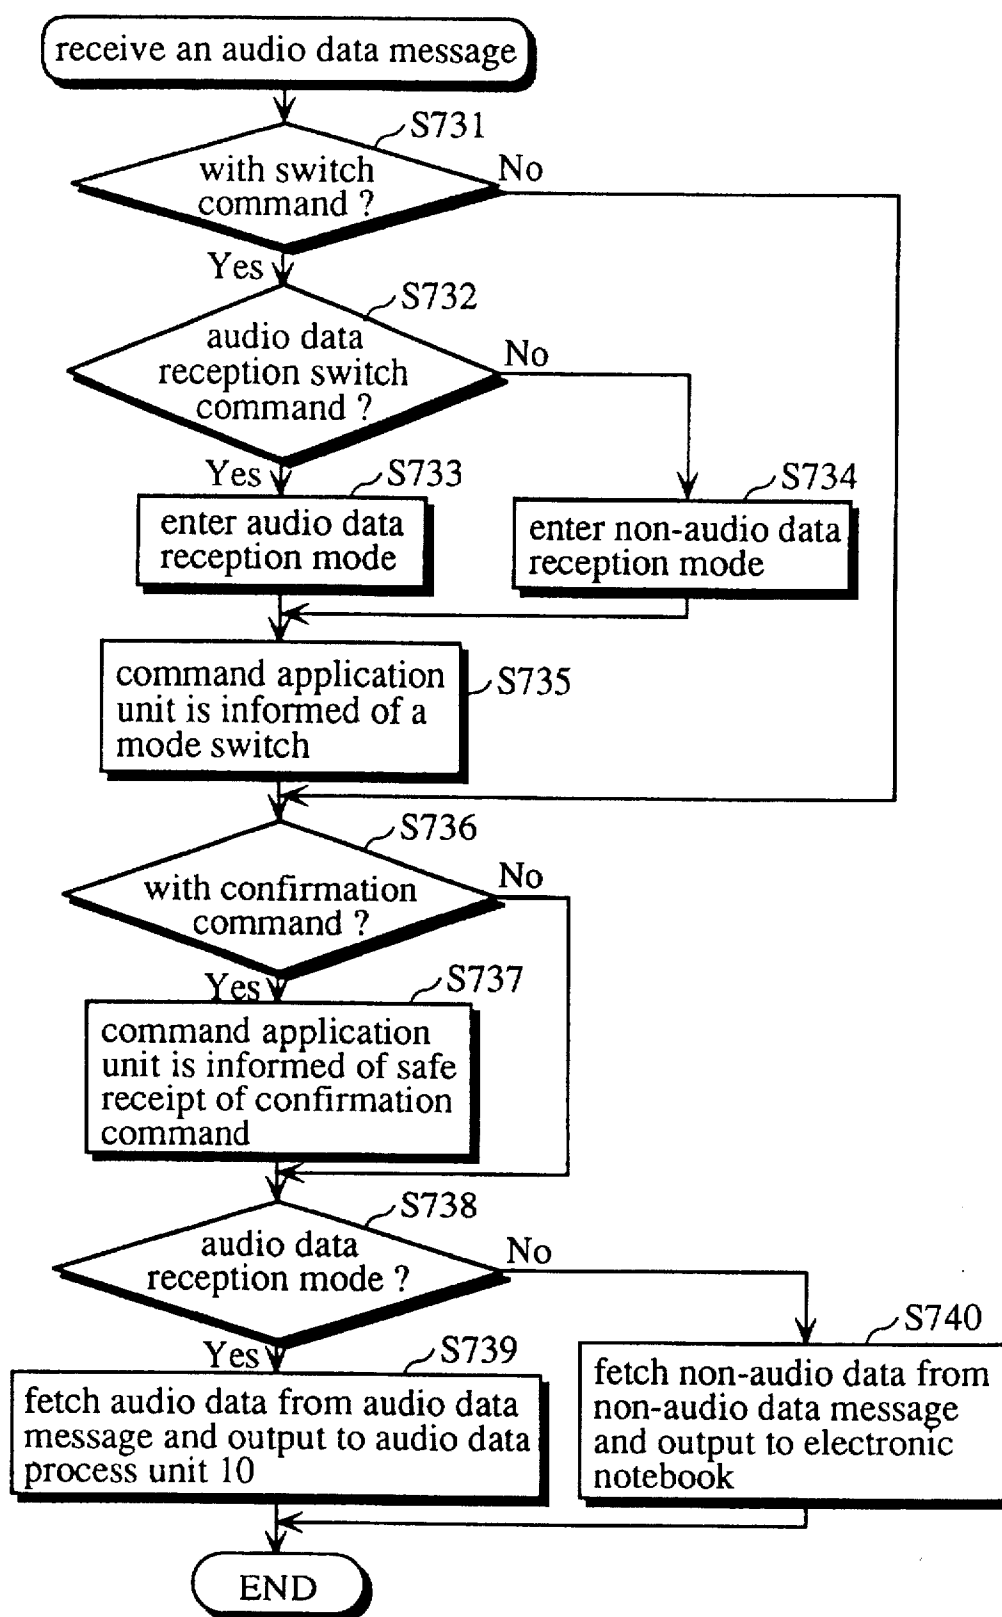 receive an audio data message
S731
with switch
command ?
No
Yes
S732
audio data
reception switch
command ?
No
Yes
S733
enter audio data
reception mode
S734
enter non-audio data
reception mode
command application
unit is informed of a
mode switch
S735
S736
with confirmation
command ?
No
Yes
S737
command application
unit is informed of safe
receipt of confirmation
command
S738
audio data
reception mode ?
No
Yes
S739
fetch audio data from audio data
message and output to audio data
process unit 10
S740
fetch non-audio data from
non-audio data message
and output to electronic
notebook
END